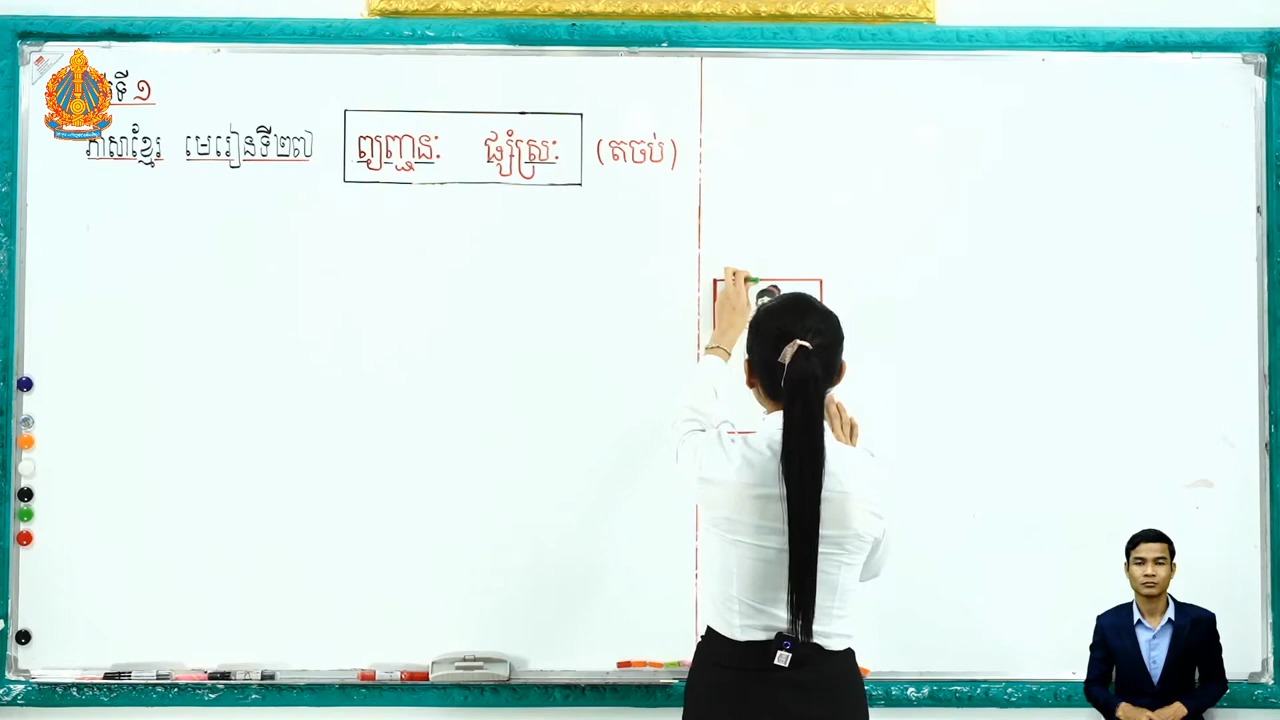 ទី ១
ភាសាខ្មែរ មេរៀនទី២៧ ព្យញ្ជនៈ ផ្សំស្រៈ (តចប់)